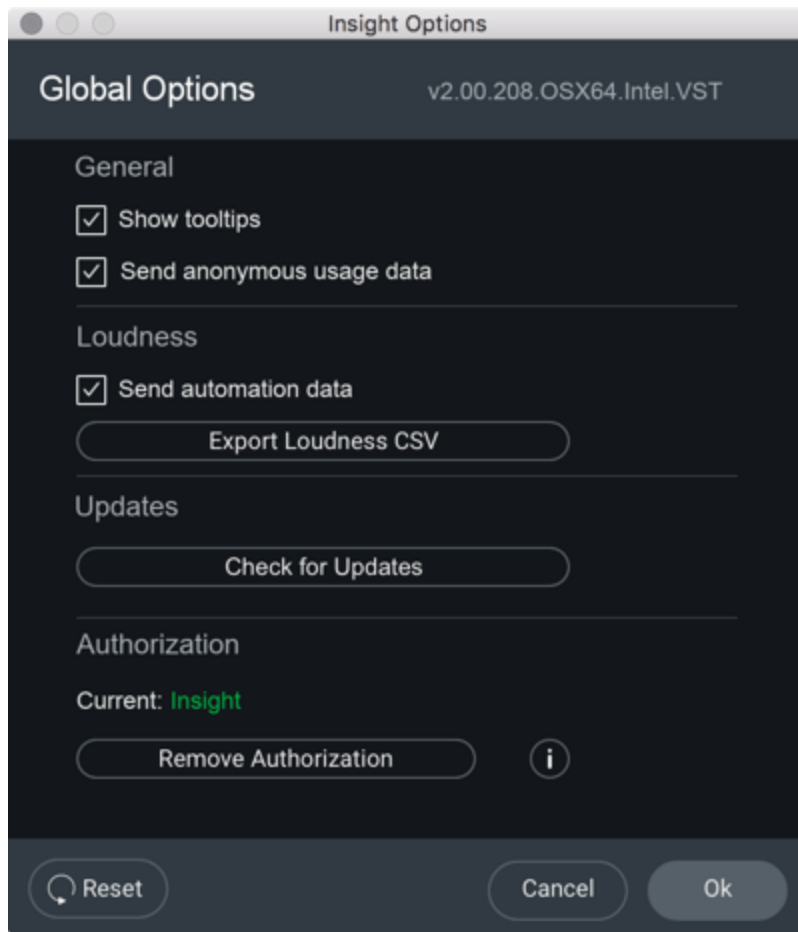 Insight Options
Global Options v2.00.208.OSX64.Intel.VST
General
Show tooltips
Send anonymous usage data
Loudness
Send automation data
Export Loudness CSV
Updates
Check for Updates
Authorization
Current: Insight
Remove Authorization i
Reset Cancel Ok